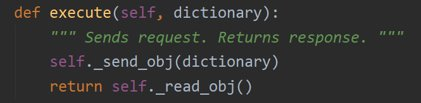 def execute(self, dictionary):
    """ Sends request. Returns response. """
    self._send_obj(dictionary)
    return self._read_obj()